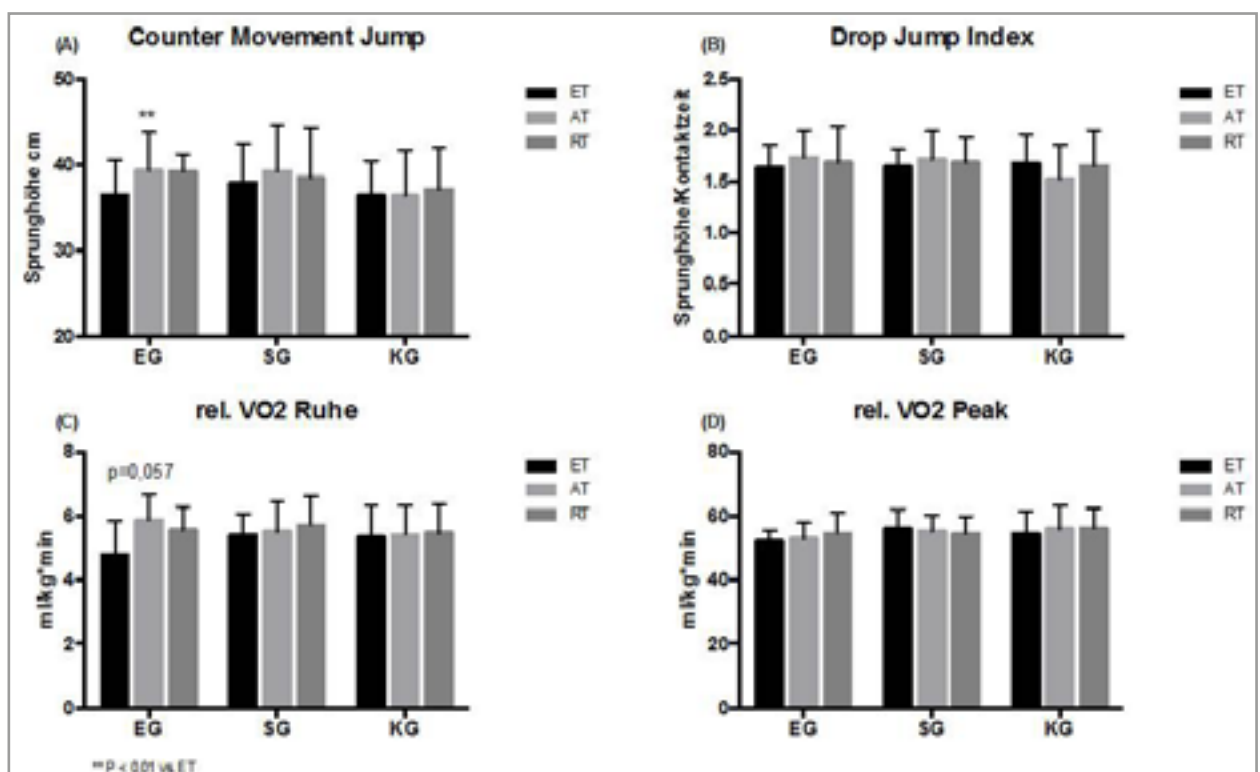 (A) Counter Movement Jump
Sprunghöhe cm
50
40
30
20
**
EG SG KG
ET
AT
RT
(B) Drop Jump Index
Sprunghöhe/Kontaktzeit
2.5
2.0
1.5
1.0
0.5
0.0
EG SG KG
ET
AT
RT
(C) rel. VO2 Ruhe
ml/kg*min
8
6
4
2
0
p=0,057
EG SG KG
ET
AT
RT
(D) rel. VO2 Peak
ml/kg*min
80
60
40
20
0
EG SG KG
ET
AT
RT
**P < 0.01 vs. ET